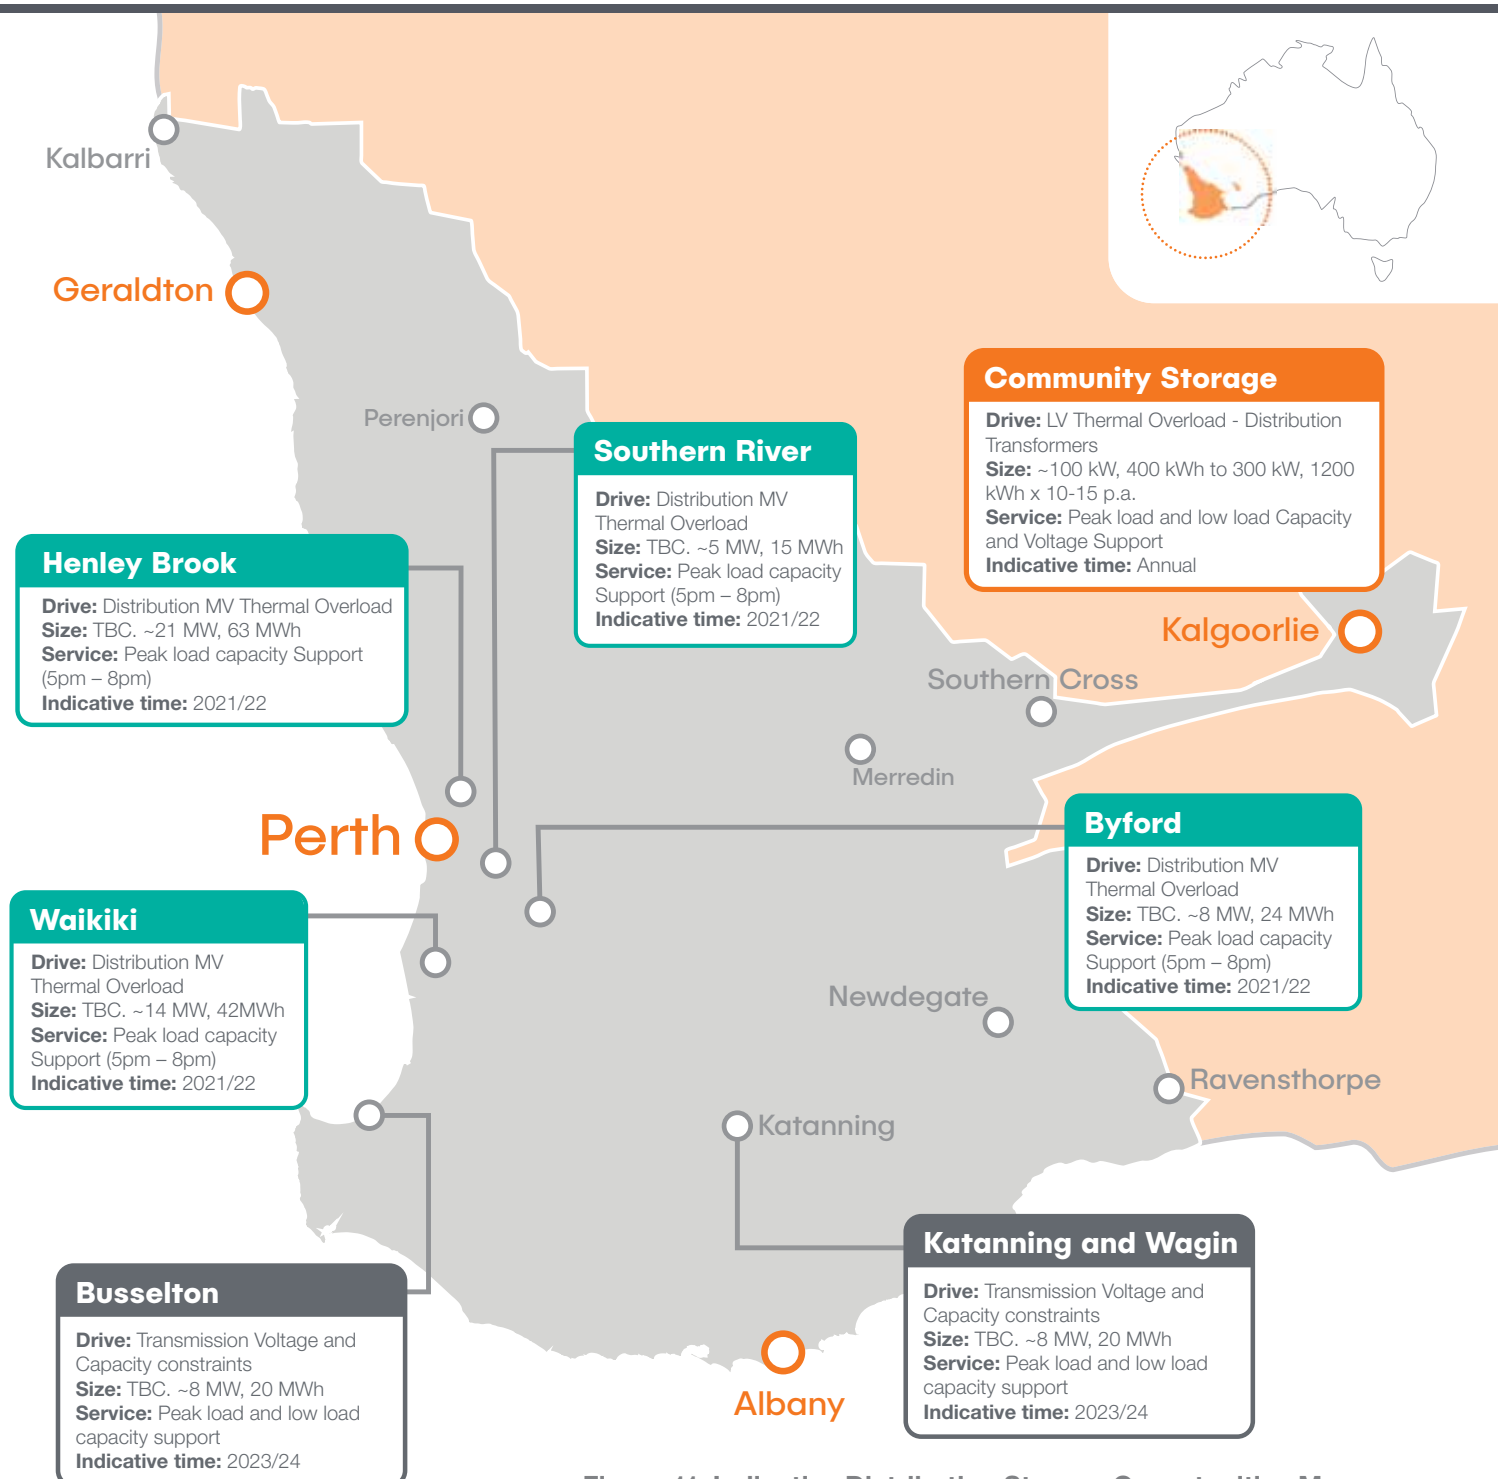 Kalbarri
Geraldton
Perenjori
Community Storage
Drive: LV Thermal Overload - Distribution
Transformers
Size: ~100 kW, 400 kWh to 300 kW, 1200
kWh x 10-15 p.a.
Service: Peak load and low load Capacity
and Voltage Support
Indicative time: Annual
Southern River
Drive: Distribution MV
Thermal Overload
Size: TBC. ~5 MW, 15 MWh
Service: Peak load capacity
Support (5pm – 8pm)
Indicative time: 2021/22
Henley Brook
Drive: Distribution MV Thermal Overload
Size: TBC. ~21 MW, 63 MWh
Service: Peak load capacity Support
(5pm – 8pm)
Indicative time: 2021/22
Kalgoorlie
Southern Cross
Merredin
Perth
Byford
Drive: Distribution MV
Thermal Overload
Size: TBC. ~8 MW, 24 MWh
Service: Peak load capacity
Support (5pm – 8pm)
Indicative time: 2021/22
Waikiki
Drive: Distribution MV
Thermal Overload
Size: TBC. ~14 MW, 42MWh
Service: Peak load capacity
Support (5pm – 8pm)
Indicative time: 2021/22
Newdegate
Ravensthorpe
Katanning
Katanning and Wagin
Drive: Transmission Voltage and
Capacity constraints
Size: TBC. ~8 MW, 20 MWh
Service: Peak load and low load
capacity support
Indicative time: 2023/24
Busselton
Drive: Transmission Voltage and
Capacity constraints
Size: TBC. ~8 MW, 20 MWh
Service: Peak load and low load
capacity support
Indicative time: 2023/24
Albany